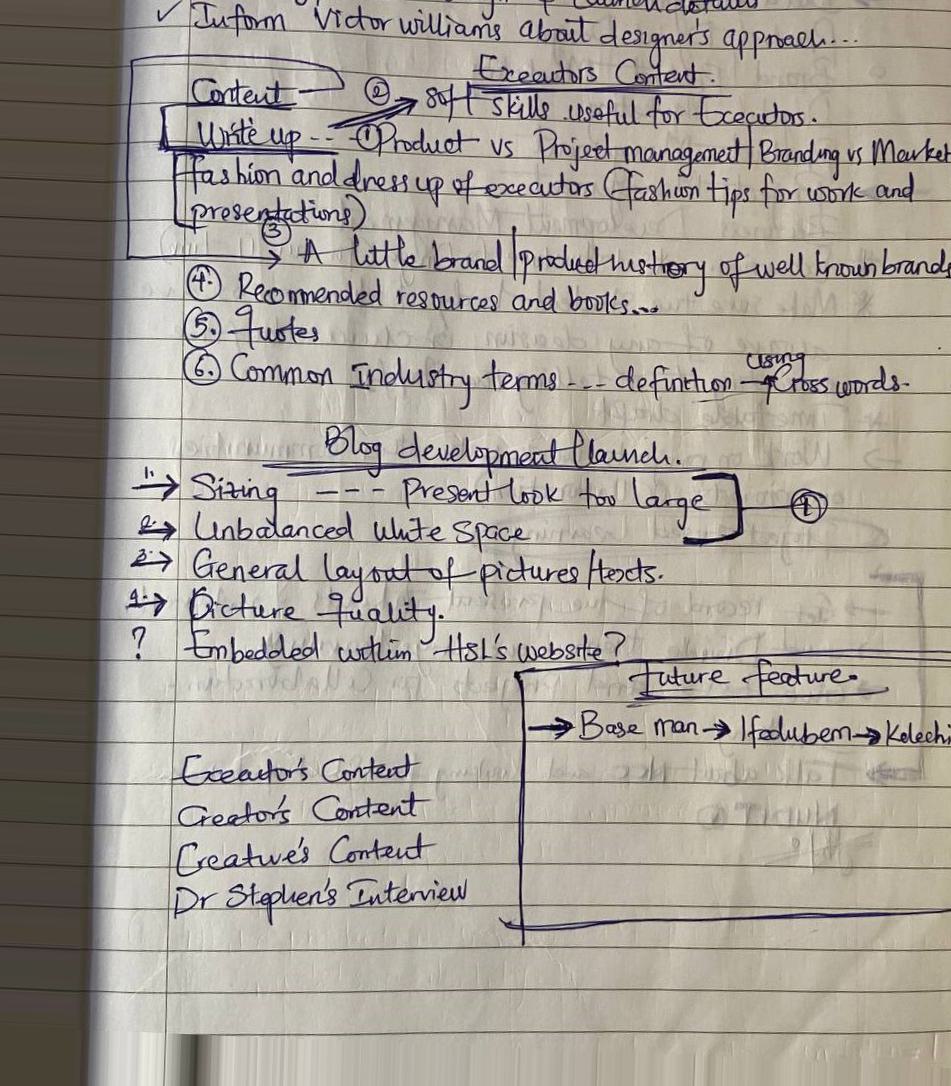 ✓ Inform Victor williams about designer's approach...
Executors Content.
Content ② → Soft skills useful for Executors.
Write up --- ① Product vs Project management | Branding vs Market
fashion and dress up of executors (fashion tips for work and
presentations)
③ → A little brand/product history of well known brands
④. Recommended resources and books...
⑤. Quotes
⑥. Common Industry terms --- definition → using Cross words.
Blog development & launch.
1. → Sizing --- Present look too large ①
2. → Unbalanced White Space
3. → General layout of pictures/texts.
4. → Picture Quality.
? Embedded within HSL's website?
Future feature.
→ Base man → Ifedubem → Kelechi
Executor's Content
Creator's Content
Creative's Content
Dr Stephen's Interview